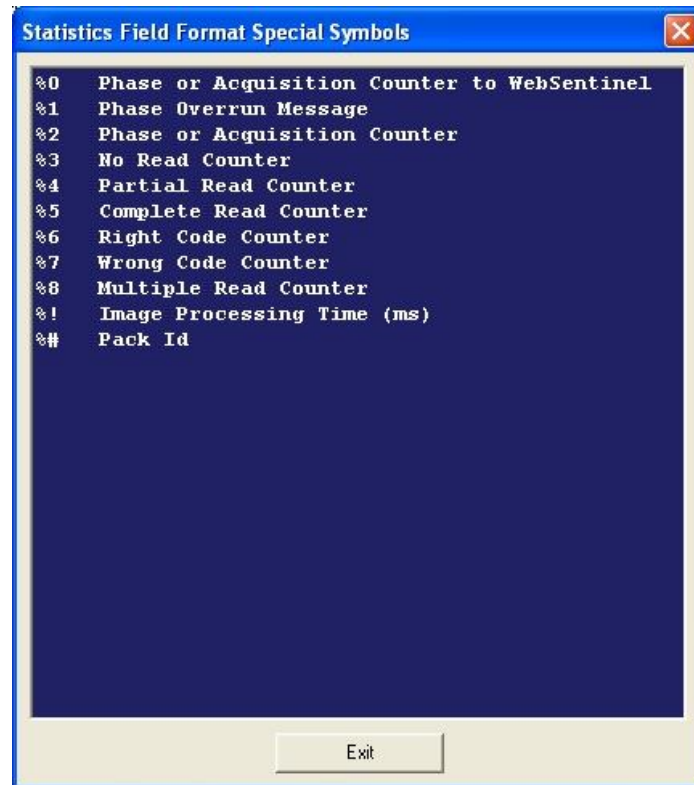 Statistics Field Format Special Symbols
%0 Phase or Acquisition Counter to WebSentinel
%1 Phase Overrun Message
%2 Phase or Acquisition Counter
%3 No Read Counter
%4 Partial Read Counter
%5 Complete Read Counter
%6 Right Code Counter
%7 Wrong Code Counter
%8 Multiple Read Counter
%! Image Processing Time (ms)
%# Pack Id
Exit